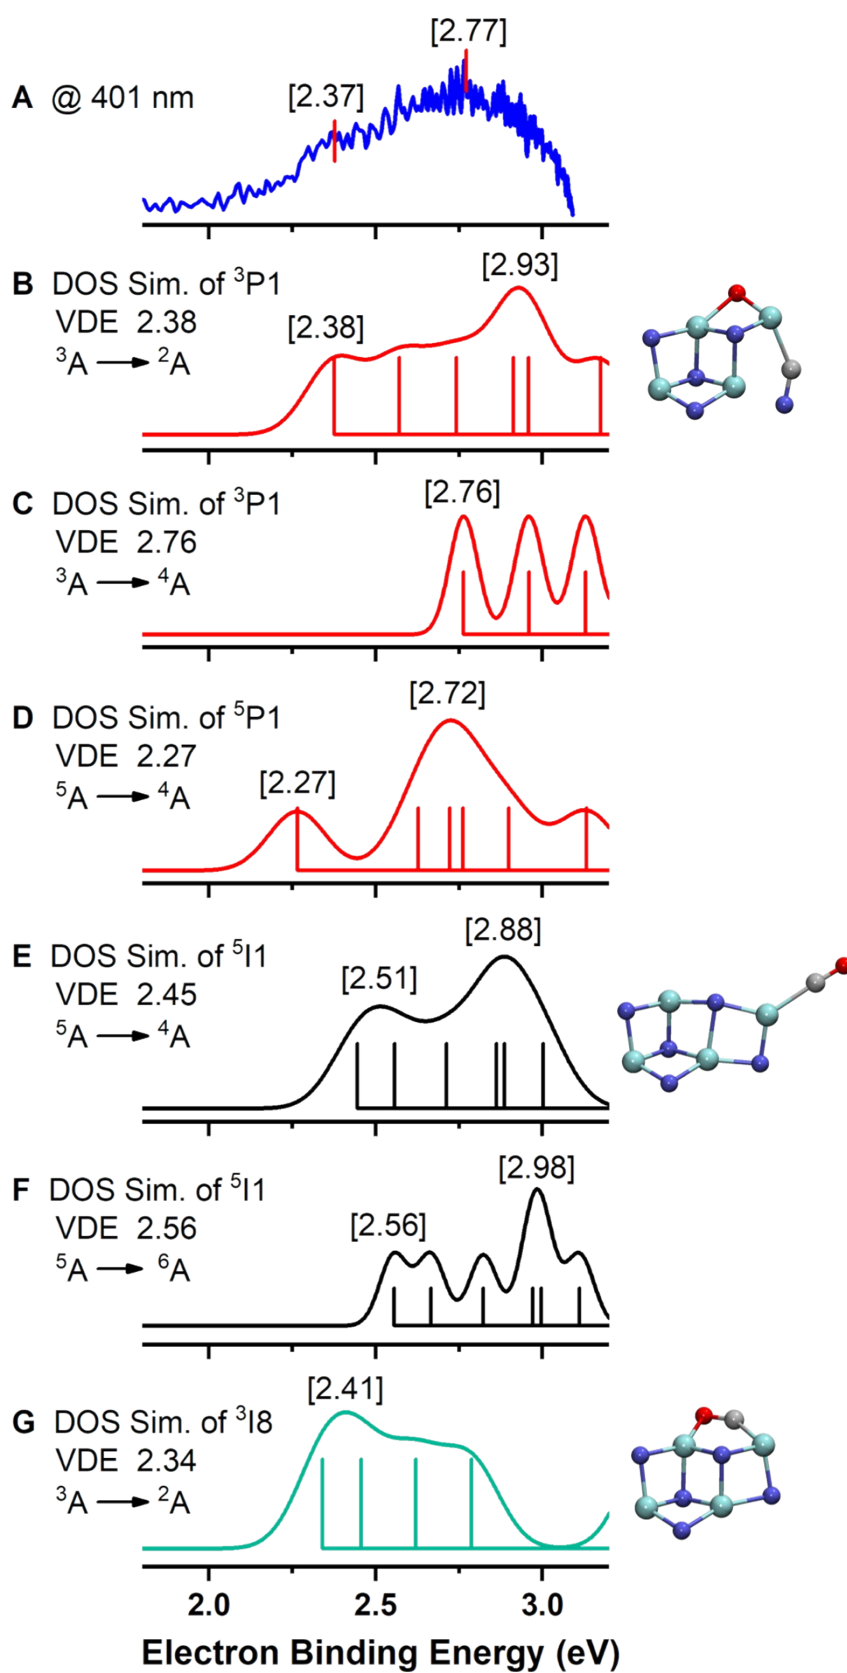 [2.77]
A @ 401 nm
[2.37]
B DOS Sim. of ³P1
[2.93]
VDE 2.38
[2.38]
³A ⟶ ²A
C DOS Sim. of ³P1
[2.76]
VDE 2.76
³A ⟶ ⁴A
D DOS Sim. of ⁵P1
[2.72]
VDE 2.27
[2.27]
⁵A ⟶ ⁴A
E DOS Sim. of ⁵I1
[2.88]
[2.51]
VDE 2.45
⁵A ⟶ ⁴A
F DOS Sim. of ⁵I1
[2.98]
VDE 2.56
[2.56]
⁵A ⟶ ⁶A
[2.41]
G DOS Sim. of ³I8
VDE 2.34
³A ⟶ ²A
2.0 2.5 3.0
Electron Binding Energy (eV)